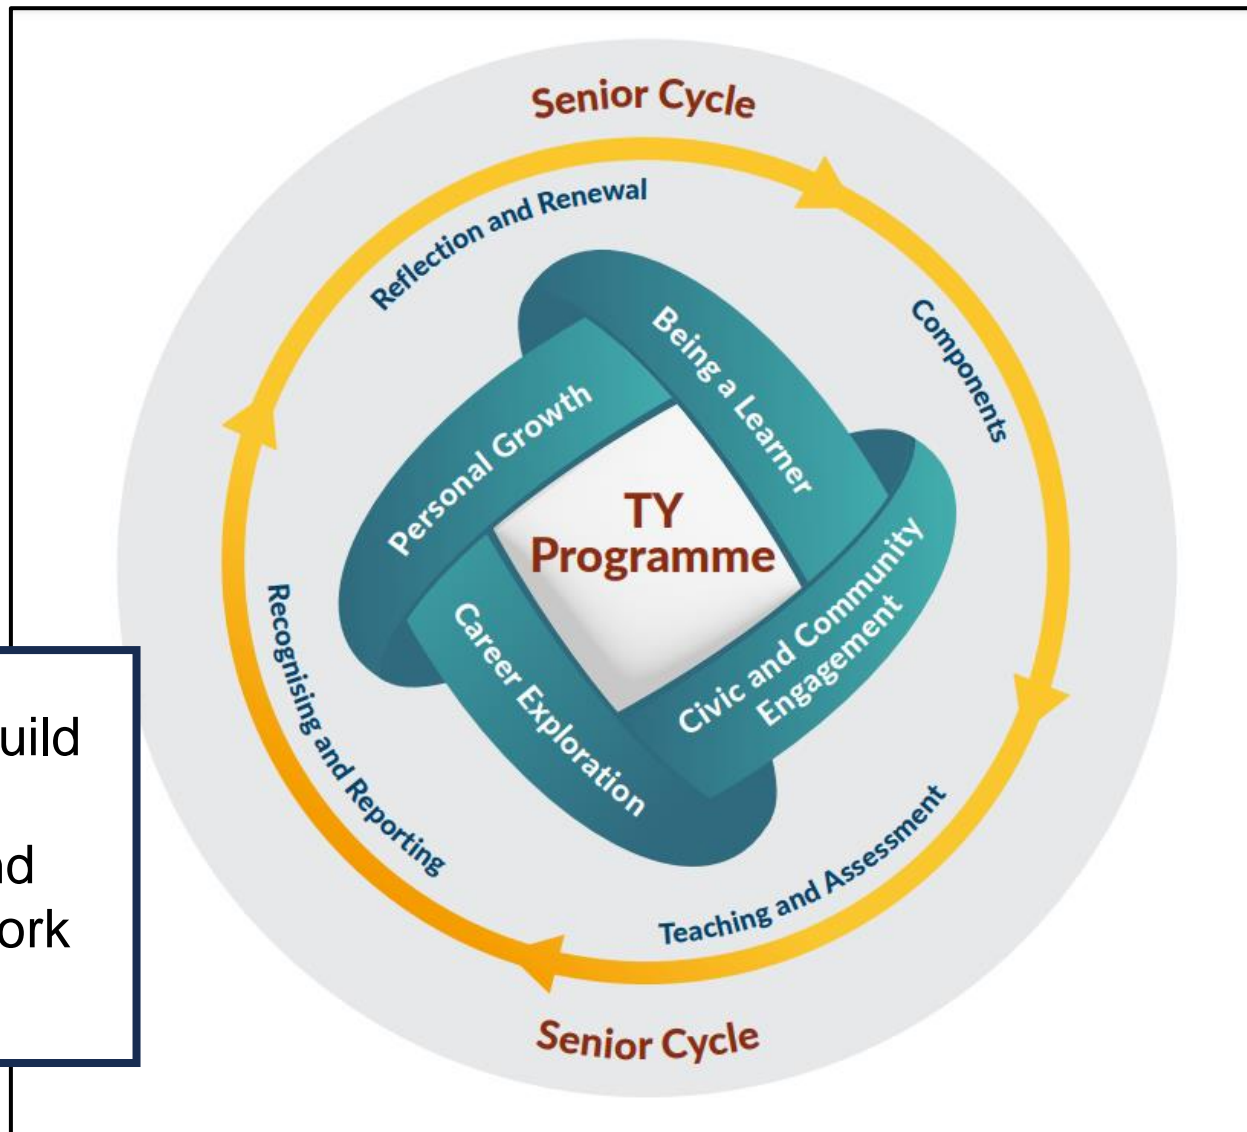 Senior Cycle
Reflection and Renewal
Components
Being a Learner
Personal Growth
TY
Programme
Civic and Community
Engagement
Career Exploration
Recognising and Reporting
Teaching and Assessment
Senior Cycle
ork